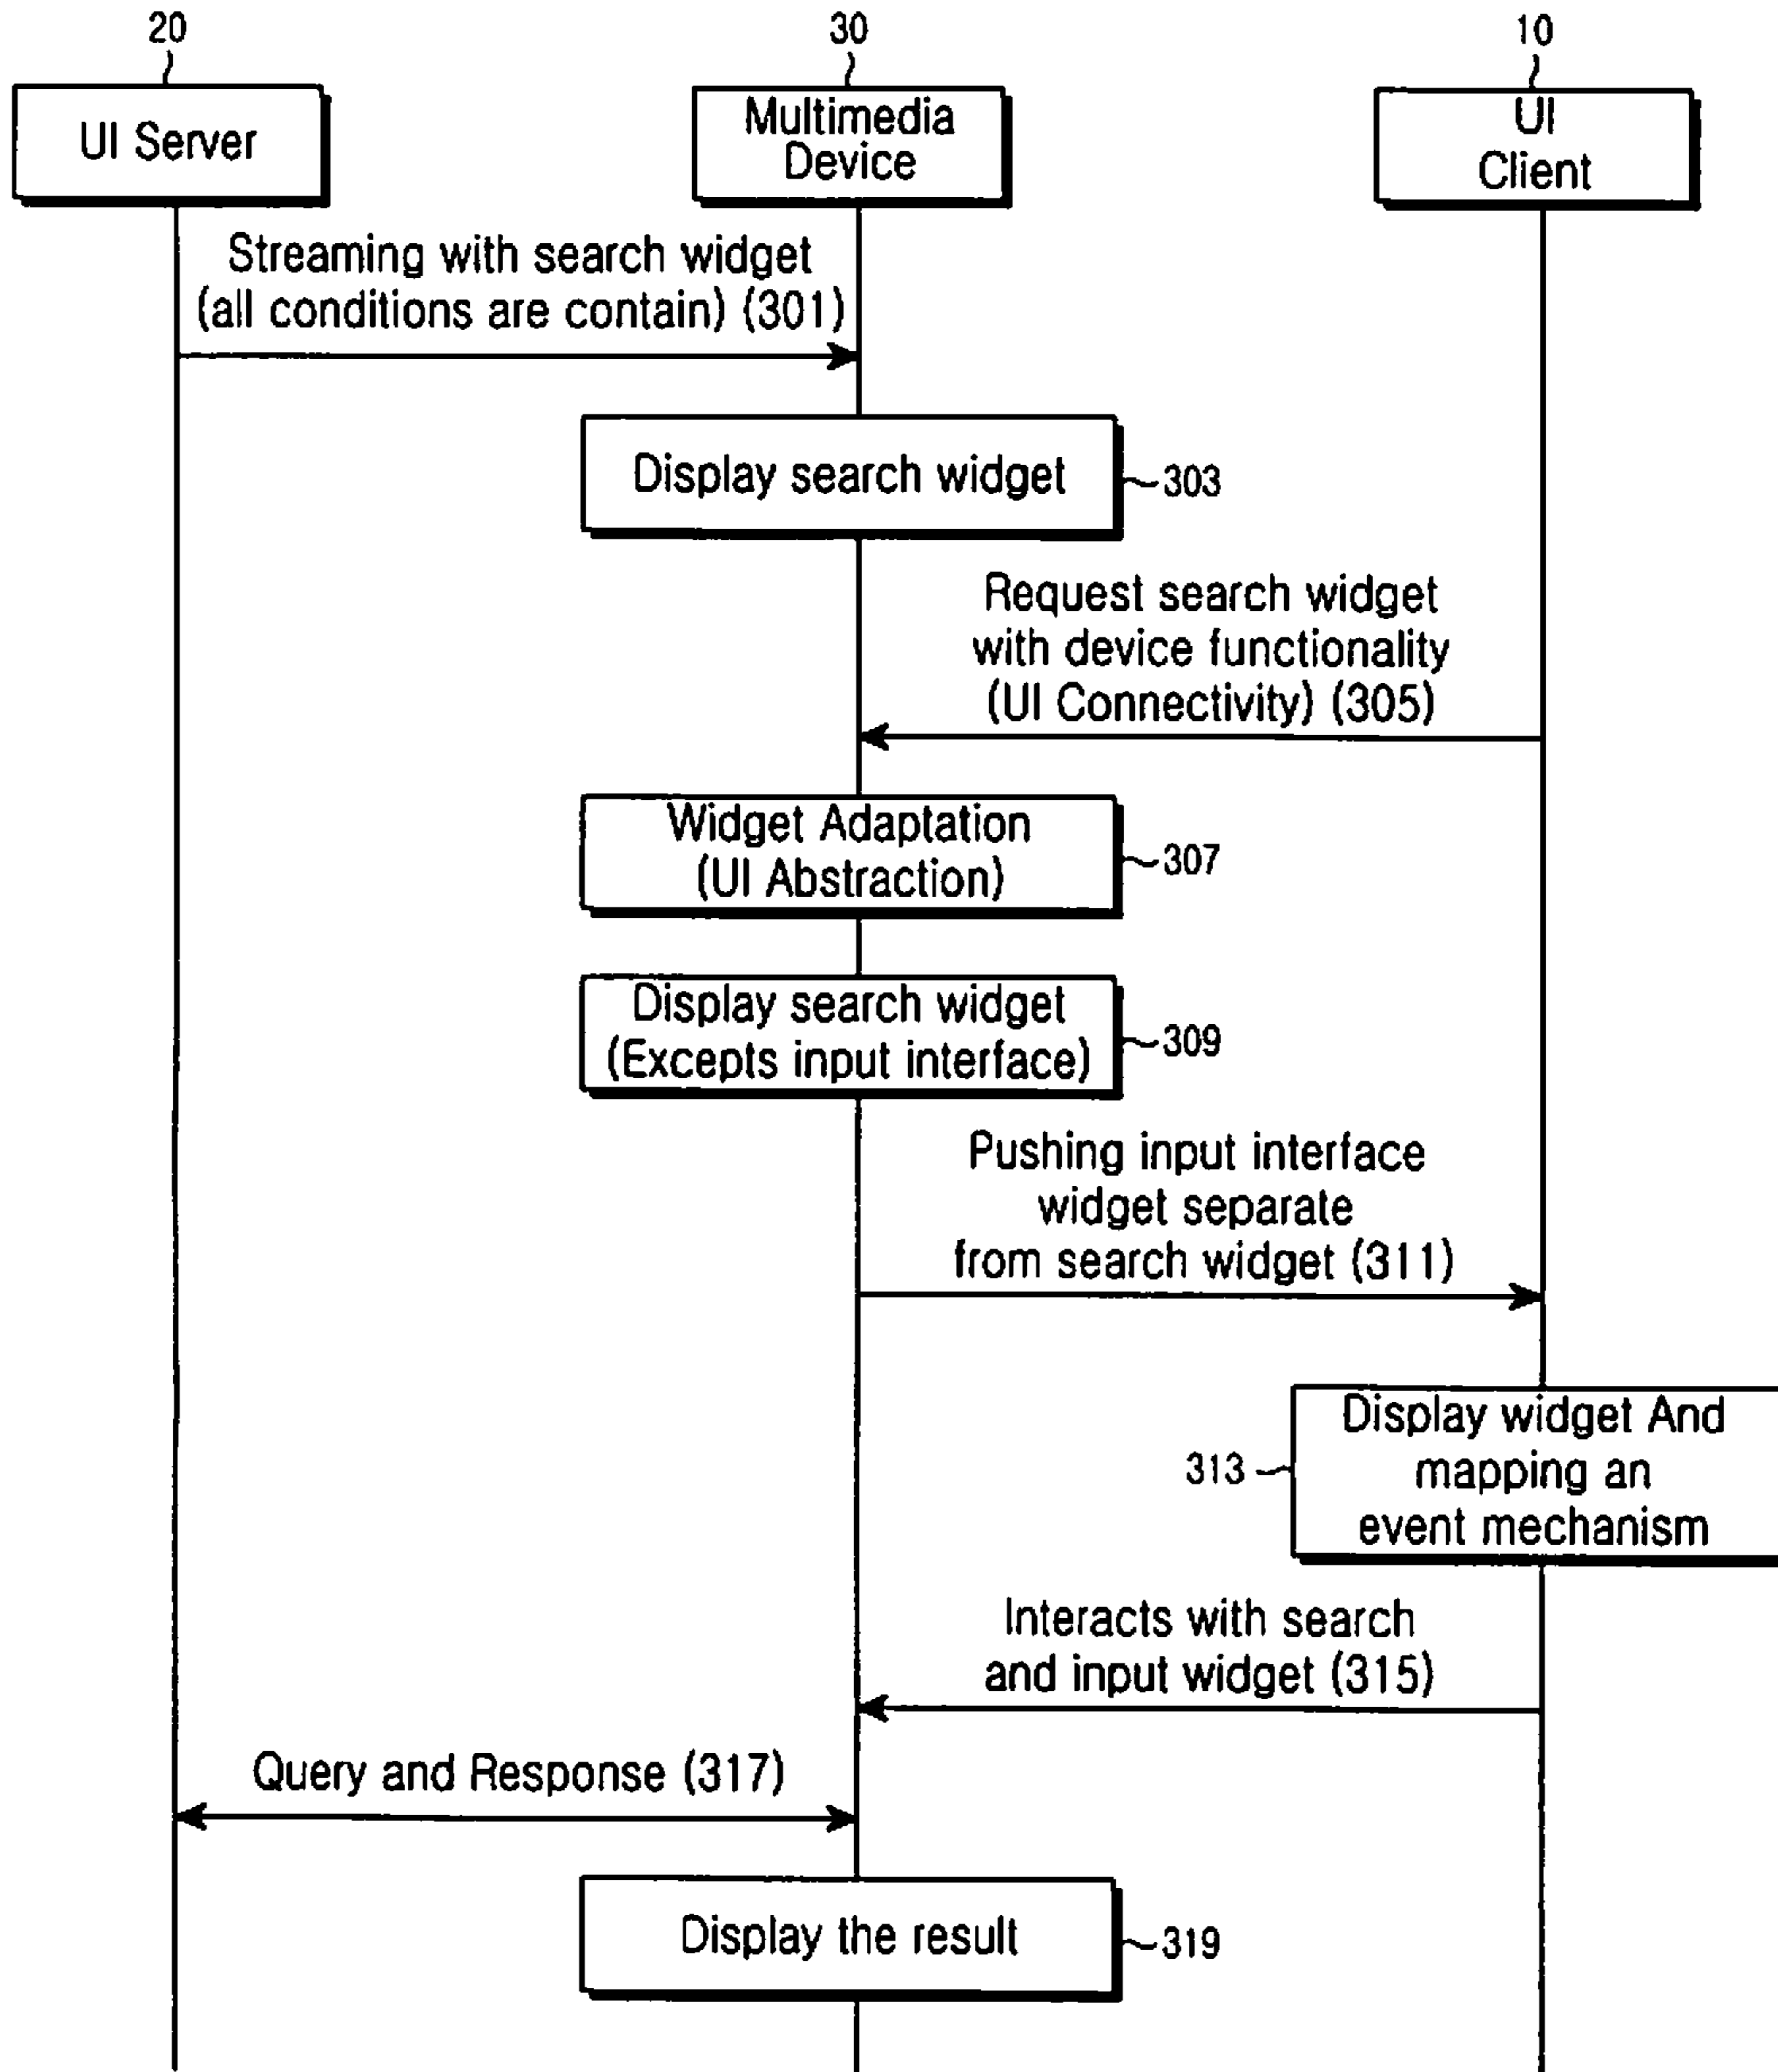 20
30
10
UI Server
Multimedia
Device
UI
Client
Streaming with search widget
(all conditions are contain) (301)
Display search widget
303
Request search widget
with device functionality
(UI Connectivity) (305)
Widget Adaptation
(UI Abstraction)
307
Display search widget
(Excepts input interface)
309
Pushing input interface
widget separate
from search widget (311)
Display widget And
mapping an
event mechanism
313
Interacts with search
and input widget (315)
Query and Response (317)
Display the result
319